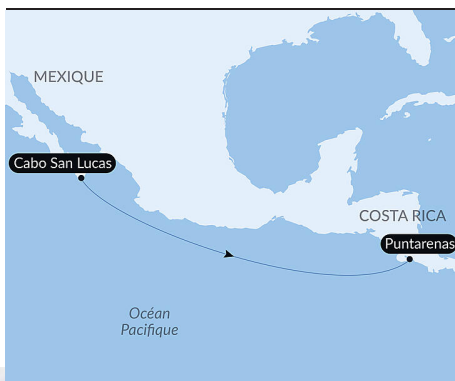 MEXIQUE
Cabo San Lucas
COSTA RICA
Puntarenas
Océan
Pacifique